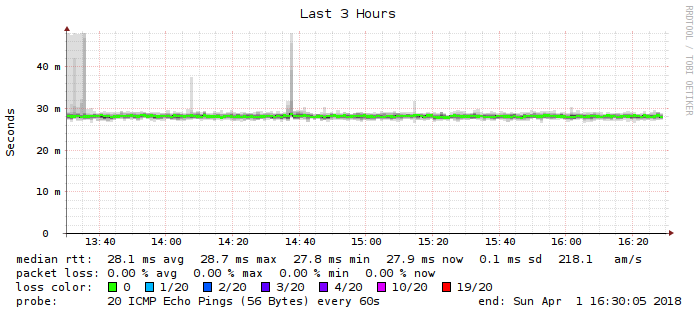 Last 3 Hours
RRDTOOL / TOBI OETIKER
Seconds
40 m
30 m
20 m
10 m
0
13:40 14:00 14:20 14:40 15:00 15:20 15:40 16:00 16:20
median rtt: 28.1 ms avg 28.7 ms max 27.8 ms min 27.9 ms now 0.1 ms sd 218.1 am/s
packet loss: 0.00 % avg 0.00 % max 0.00 % min 0.00 % now
loss color: 0 1/20 2/20 3/20 4/20 10/20 19/20
probe: 20 ICMP Echo Pings (56 Bytes) every 60s end: Sun Apr 1 16:30:05 2018